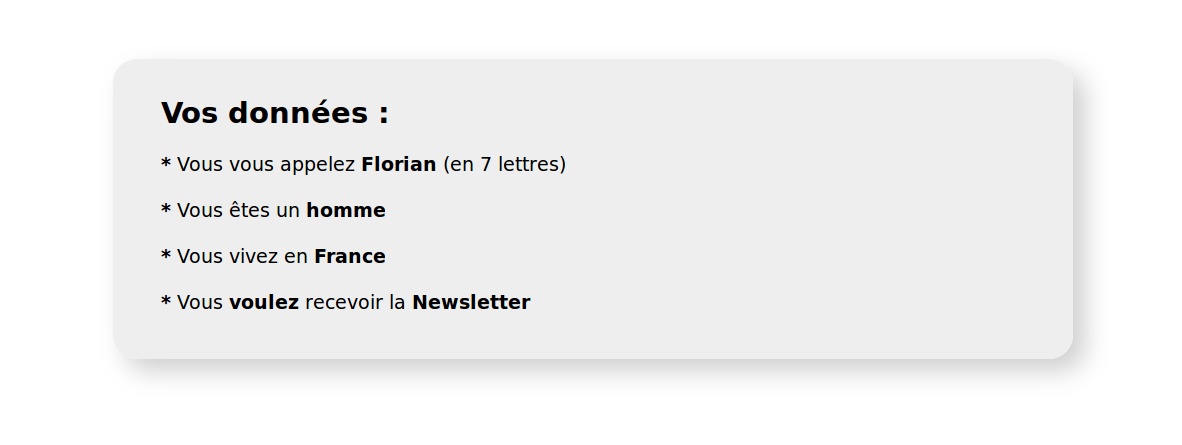 Vos données :
* Vous vous appelez Florian (en 7 lettres)
* Vous êtes un homme
* Vous vivez en France
* Vous voulez recevoir la Newsletter